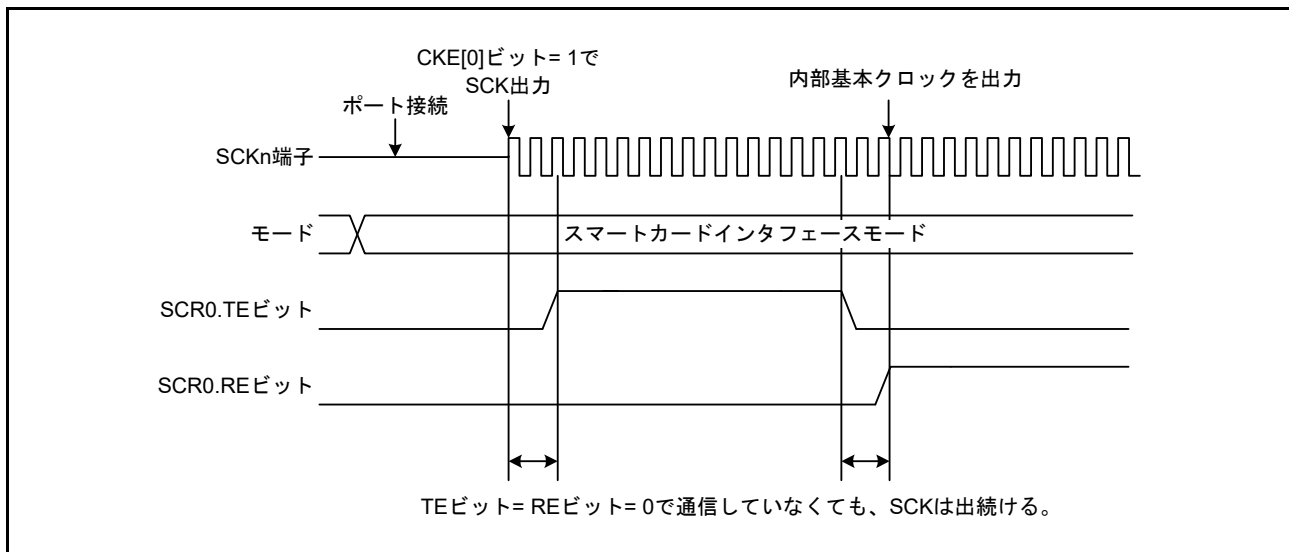 CKE[0]ビット= 1で
SCK出力
内部基本クロックを出力
ポート接続
SCKn端子
モード
スマートカードインタフェースモード
SCR0.TEビット
SCR0.REビット
TEビット= REビット= 0で通信していなくても、SCKは出続ける。